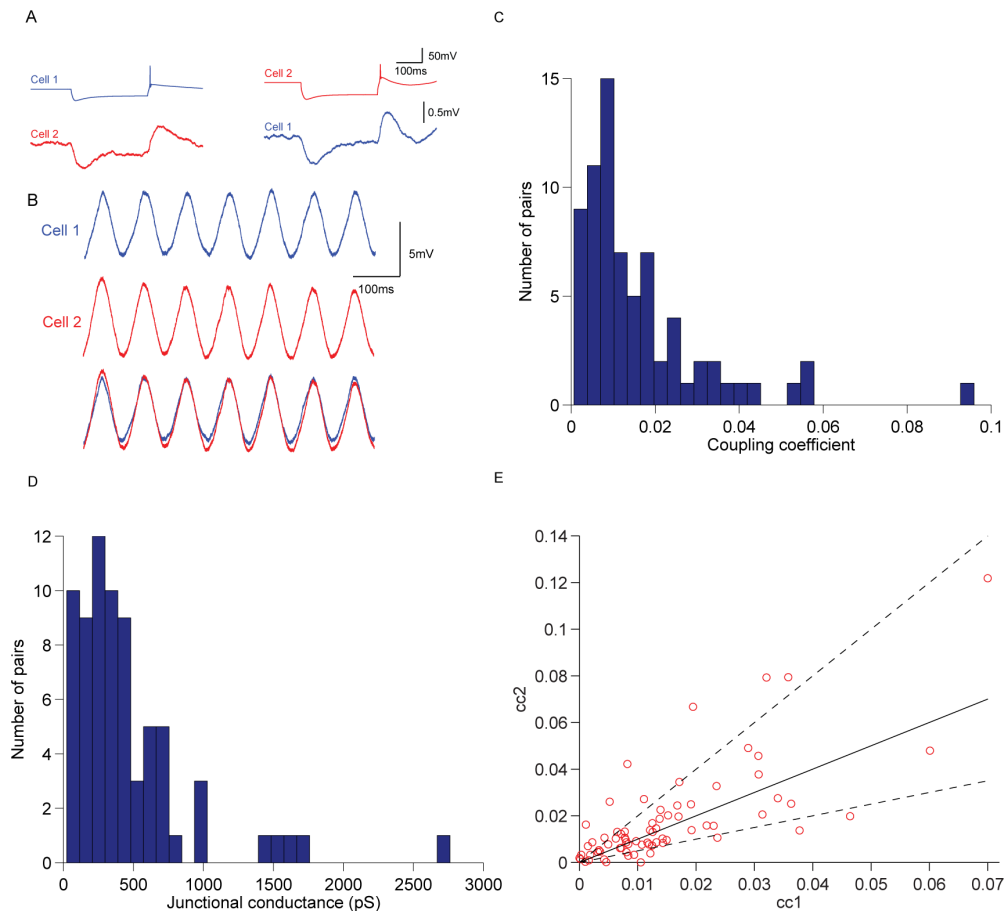 A
Cell 1
Cell 2
50mV
100ms
Cell 2
Cell 1
0.5mV
B
Cell 1
5mV
100ms
Cell 2
C
Number of pairs
15
10
5
0
0 0.02 0.04 0.06 0.08 0.1
Coupling coefficient
D
Number of pairs
12
10
8
6
4
2
0
0 500 1000 1500 2000 2500 3000
Junctional conductance (pS)
E
cc2
0.14
0.12
0.10
0.08
0.06
0.04
0.02
0
0 0.01 0.02 0.03 0.04 0.05 0.06 0.07
cc1